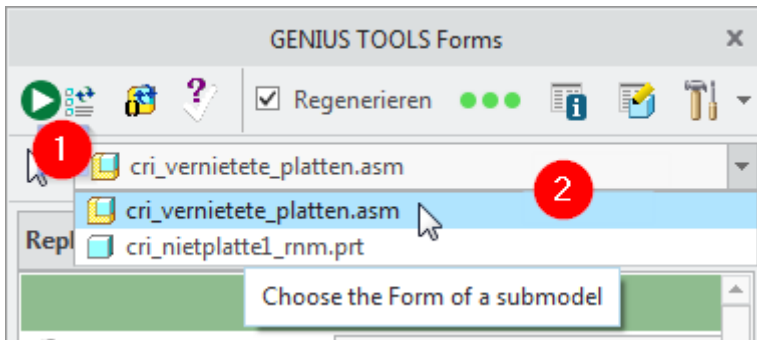 GENIUS TOOLS Forms
Regenerieren
1
cri_vernietete_platten.asm
2
cri_vernietete_platten.asm
Repl
cri_nietplatte1_rnm.prt
Choose the Form of a submodel